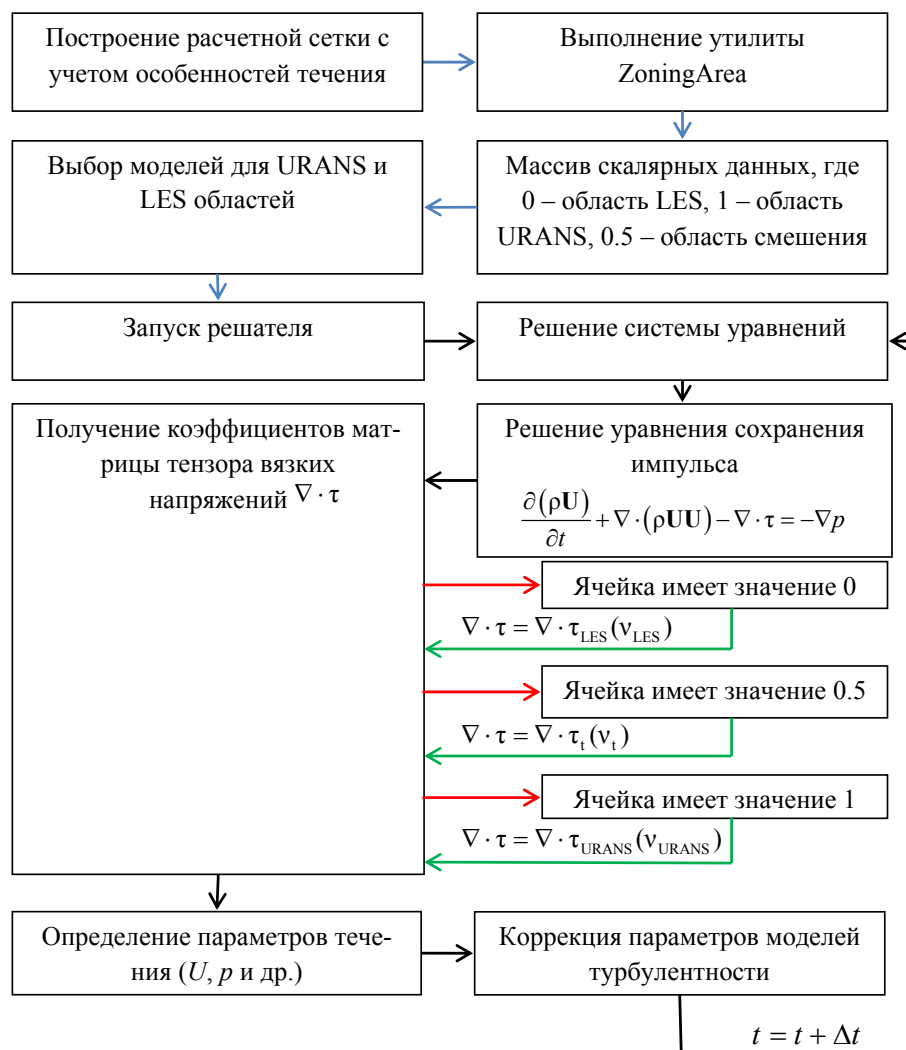 Построение расчетной сетки с
учетом особенностей течения
Выполнение утилиты
ZoningArea
Выбор моделей для URANS и
LES областей
Массив скалярных данных, где
0 – область LES, 1 – область
URANS, 0.5 – область смешения
Запуск решателя
Решение системы уравнений
Получение коэффициентов мат-
рицы тензора вязких
напряжений ∇ · τ
Решение уравнения сохранения
импульса
∂(ρU)/∂t + ∇·(ρUU) − ∇·τ = −∇p
Ячейка имеет значение 0
∇ · τ = ∇ · τ_LES(ν_LES)
Ячейка имеет значение 0.5
∇ · τ = ∇ · τ_t(ν_t)
Ячейка имеет значение 1
∇ · τ = ∇ · τ_URANS(ν_URANS)
Определение параметров тече-
ния (U, p и др.)
Коррекция параметров моделей
турбулентности
t = t + Δt